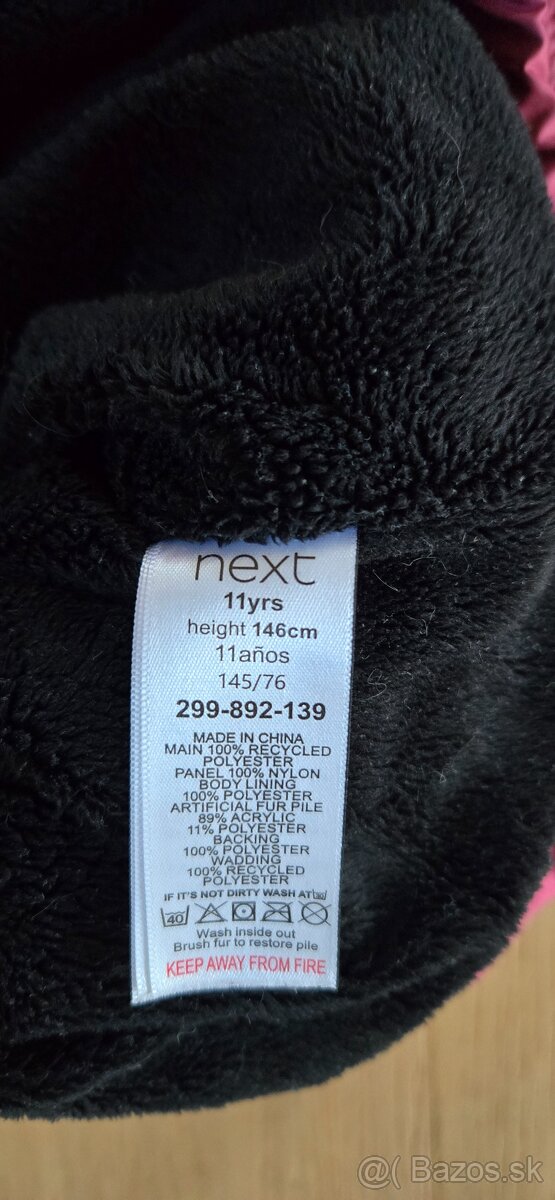 next
11yrs
height 146cm
11años
145/76
299-892-139
MADE IN CHINA
MAIN 100% RECYCLED
POLYESTER
PANEL 100% NYLON
BODY LINING
100% POLYESTER
ARTIFICIAL FUR PILE
89% ACRYLIC
11% POLYESTER
BACKING
100% POLYESTER
WADDING
100% RECYCLED
POLYESTER
IF IT'S NOT DIRTY WASH AT
40
Wash inside out
Brush fur to restore pile
KEEP AWAY FROM FIRE
@( Bazos.sk